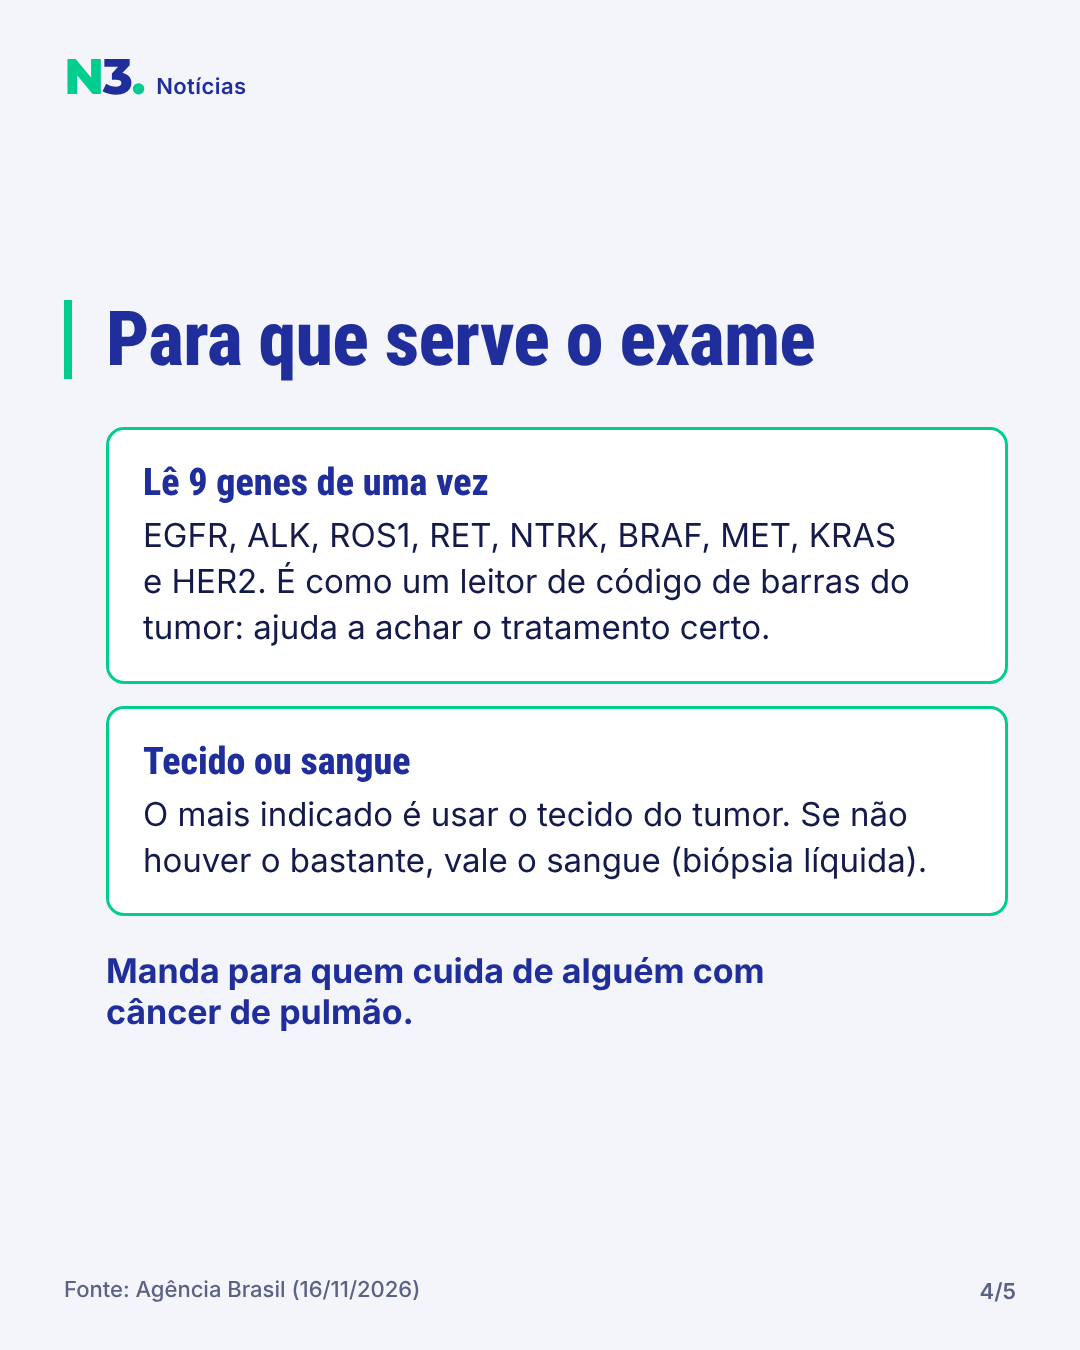 N3. Notícias
Para que serve o exame
Lê 9 genes de uma vez
EGFR, ALK, ROS1, RET, NTRK, BRAF, MET, KRAS
e HER2. É como um leitor de código de barras do
tumor: ajuda a achar o tratamento certo.
Tecido ou sangue
O mais indicado é usar o tecido do tumor. Se não
houver o bastante, vale o sangue (biópsia líquida).
Manda para quem cuida de alguém com
câncer de pulmão.
Fonte: Agência Brasil (16/11/2026)
4/5